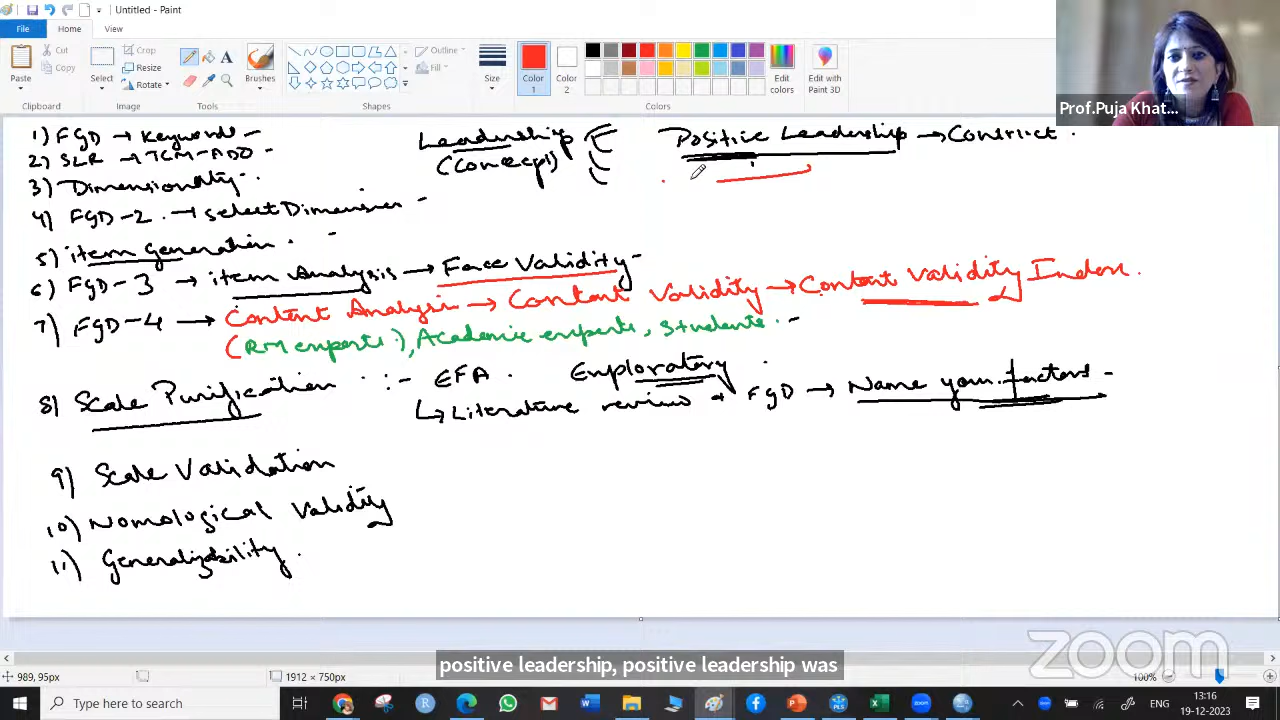 Untitled - Paint
File Home View
Paste
Cut
Copy
Clipboard
Select
Crop
Resize
Rotate
Image
Tools
Brushes
Shapes
Outline
Fill
Size
Color 1
Color 2
Colors
Edit colors
Edit with Paint 3D
Prof.Puja Khat...
1) FGD → Keywords -
2) SLR → TCM-ADO -
3) Dimensionality.
4) FGD-2 → Select Dimension -
5) item Generation. -
6) FGD-3 → item Analysis → Face Validity -
7) FGD-4 → Content Analysis → Content Validity → Content Validity Index.
(RM experts), Academic experts, Students. -
8) Scale Purification :- EFA. Exploratory
↳ Literature review + FGD → Name your factors -
9) Scale Validation
10) Nomological Validity
11) Generalizability.
Leadership
(Concept)
Positive Leadership → Construct.
zoom
positive leadership, positive leadership was
989, 95px
1912 × 750px
100%
Type here to search
ENG
13:16
19-12-2023